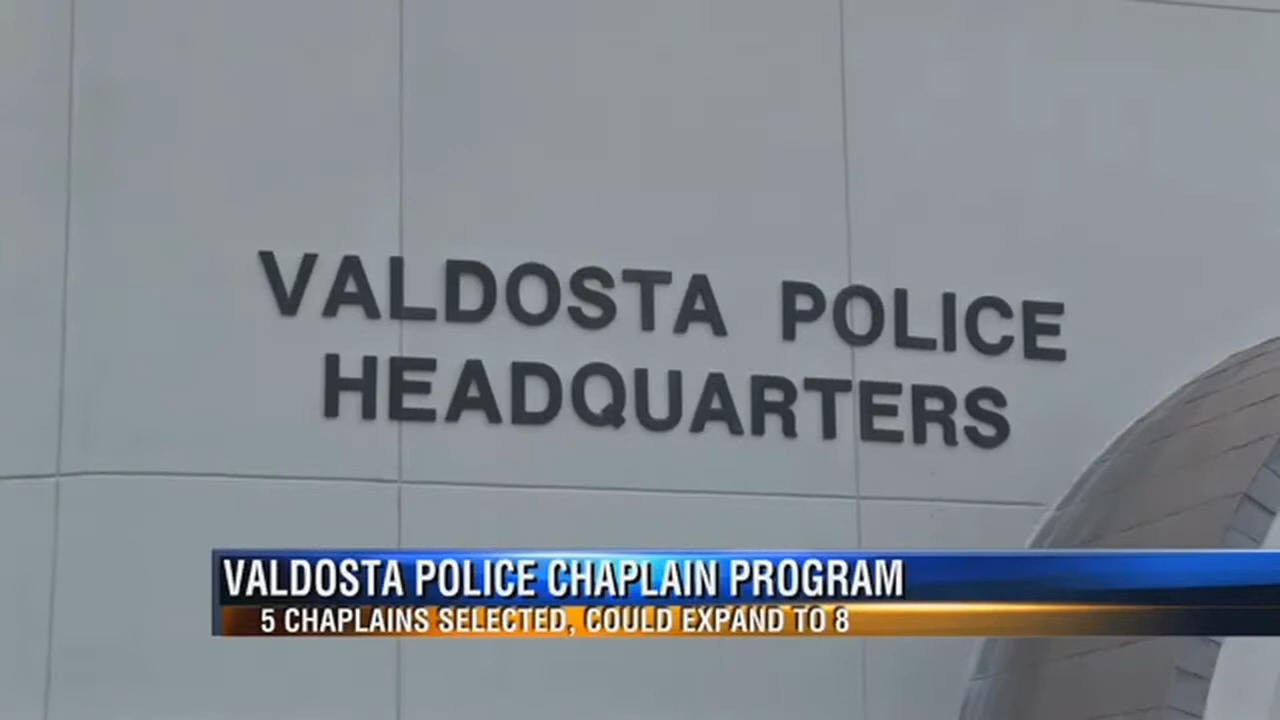 VALDOSTA POLICE
HEADQUARTERS
VALDOSTA POLICE CHAPLAIN PROGRAM
5 CHAPLAINS SELECTED, COULD EXPAND TO 8